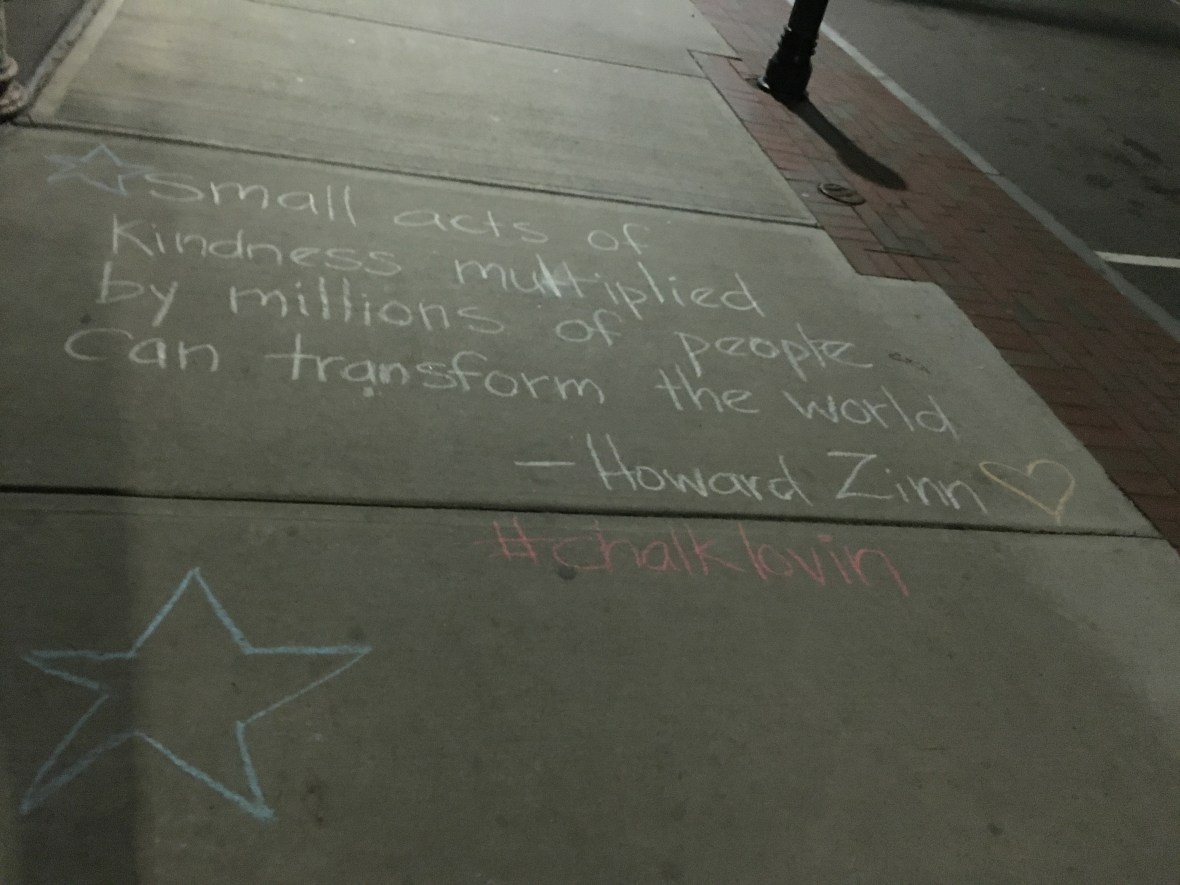 Small acts of
Kindness multiplied
by millions of people
Can transform the world
- Howard Zinn
#chalklovin